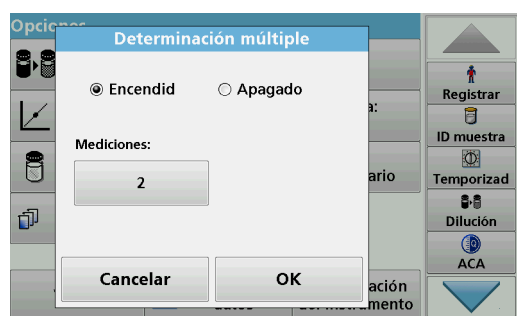 Opciones
Determinación múltiple
Encendid
Apagado
a:
Mediciones:
2
ario
Cancelar
OK
ación
datos
del instrumento
Registrar
ID muestra
Temporizad
Dilución
ACA